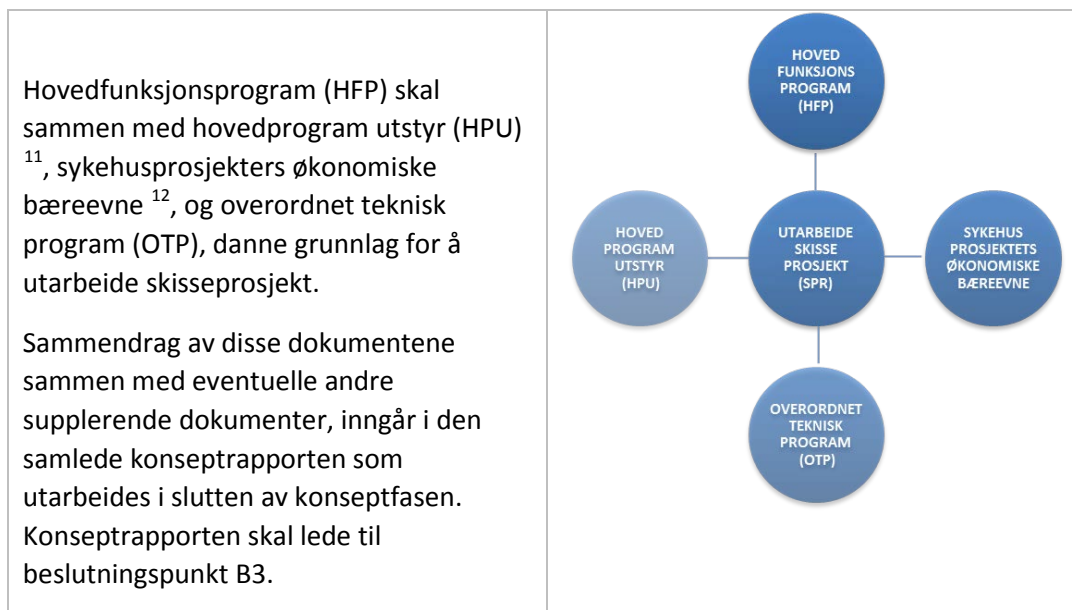 Hovedfunksjonsprogram (HFP) skal
sammen med hovedprogram utstyr (HPU)
11, sykehusprosjekters økonomiske
bæreevne 12, og overordnet teknisk
program (OTP), danne grunnlag for å
utarbeide skisseprosjekt.
Sammendrag av disse dokumentene
sammen med eventuelle andre
supplerende dokumenter, inngår i den
samlede konseptrapporten som
utarbeides i slutten av konseptfasen.
Konseptrapporten skal lede til
beslutningspunkt B3.
HOVED
FUNKSJONS
PROGRAM
(HFP)
HOVED
PROGRAM
UTSTYR
(HPU)
UTARBEIDE
SKISSE
PROSJEKT
(SPR)
SYKEHUS
PROSJEKTETS
ØKONOMISKE
BÆREEVNE
OVERORDNET
TEKNISK
PROGRAM
(OTP)